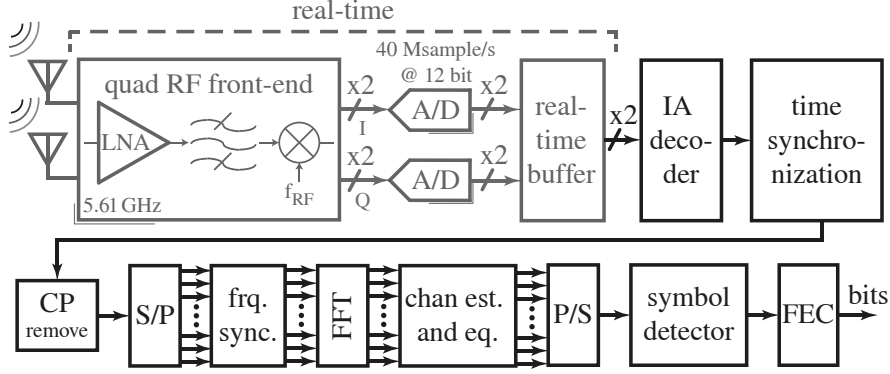 real-time
40 Msample/s
@ 12 bit
quad RF front-end
LNA
f_RF
5.61 GHz
x2
I
x2
Q
A/D
A/D
x2
x2
real-
time
buffer
x2
IA
deco-
der
time
synchro-
nization
CP
remove
S/P
frq.
sync.
FFT
chan est.
and eq.
P/S
symbol
detector
FEC
bits